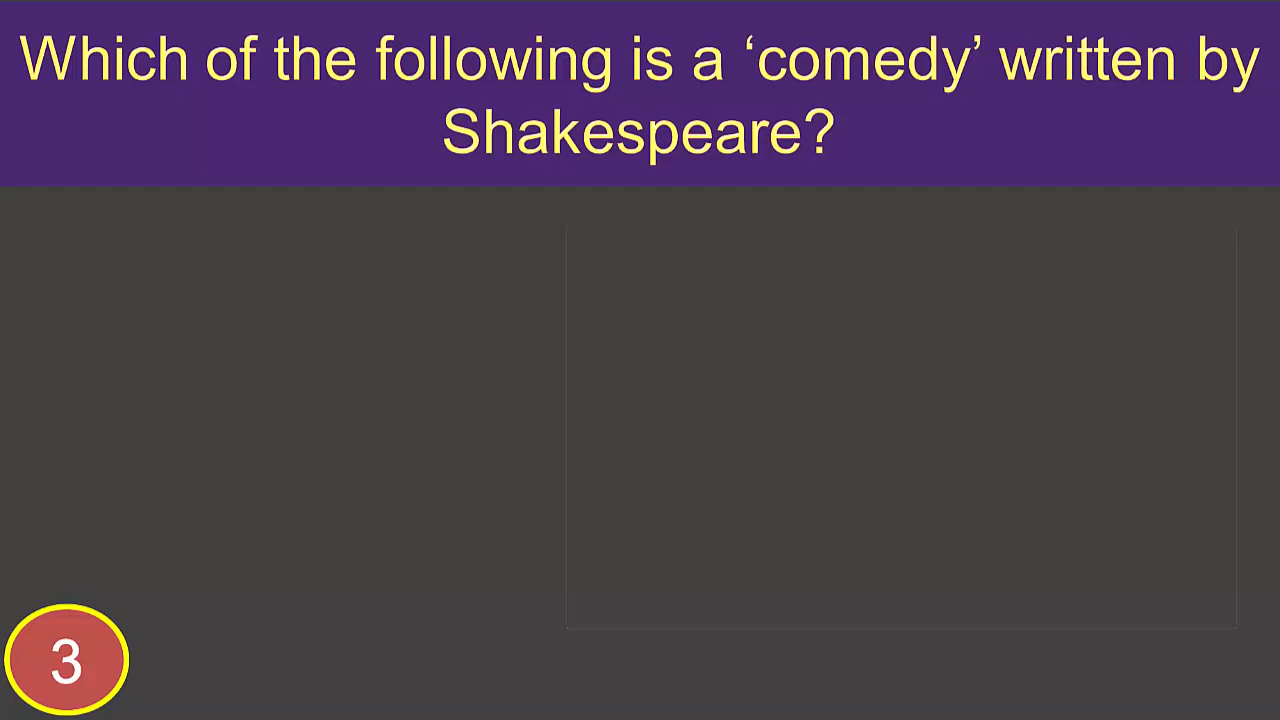 Which of the following is a ‘comedy’ written by
Shakespeare?
3